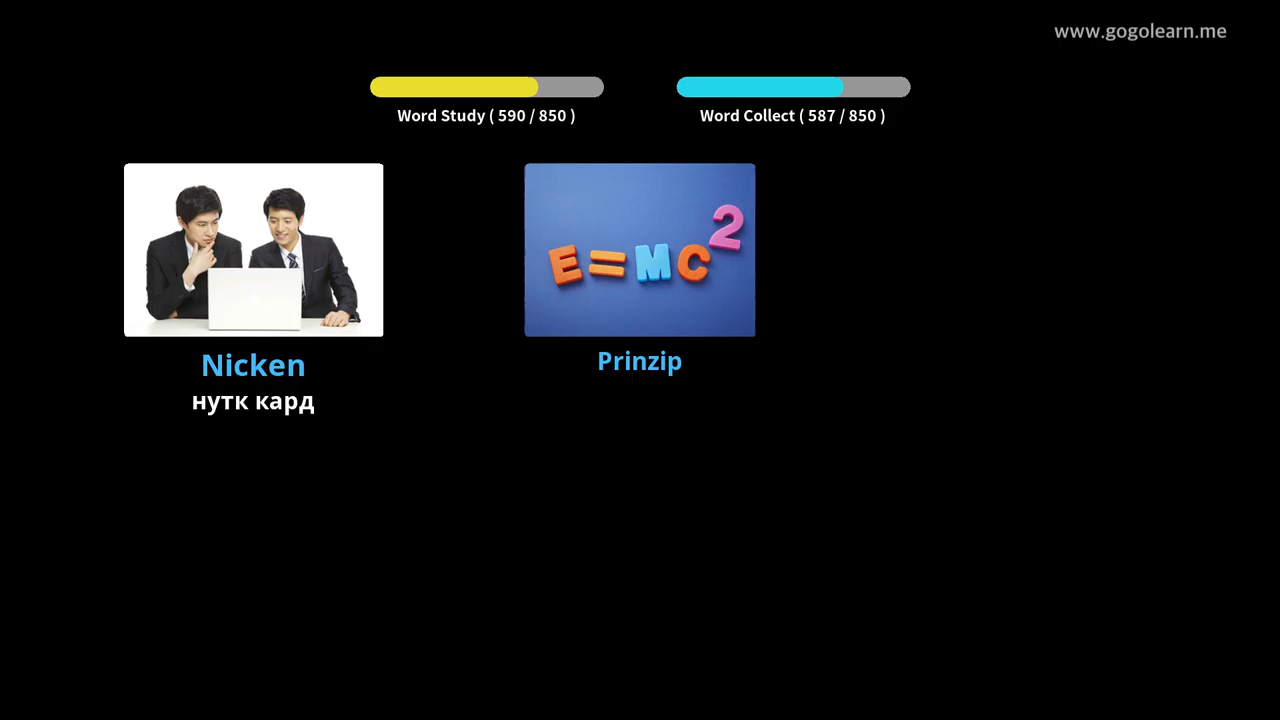 www.gogolearn.me
Word Study ( 590 / 850 )
Word Collect ( 587 / 850 )
E=MC2
Nicken
нутк кард
Prinzip